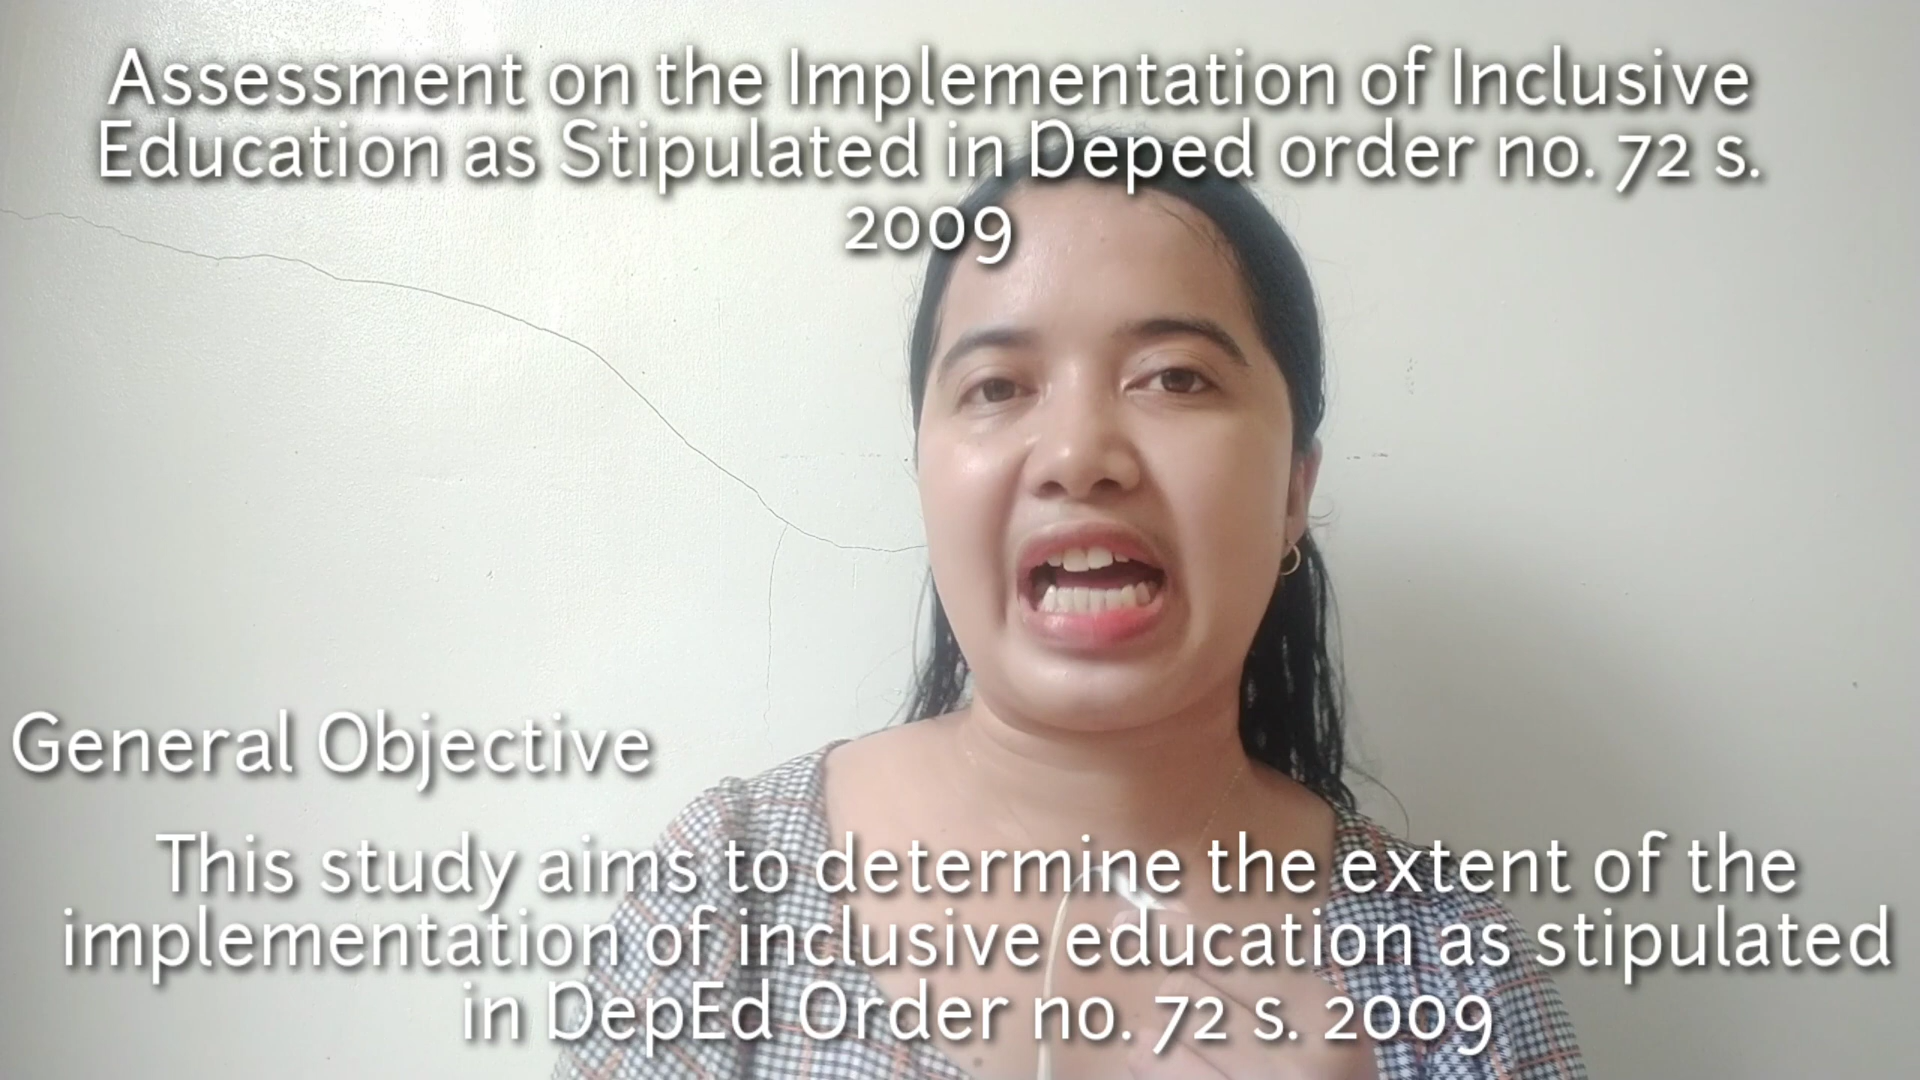 Assessment on the Implementation of Inclusive
Education as Stipulated in Deped order no. 72 s.
2009
General Objective
This study aims to determine the extent of the
implementation of inclusive education as stipulated
in DepEd Order no. 72 s. 2009